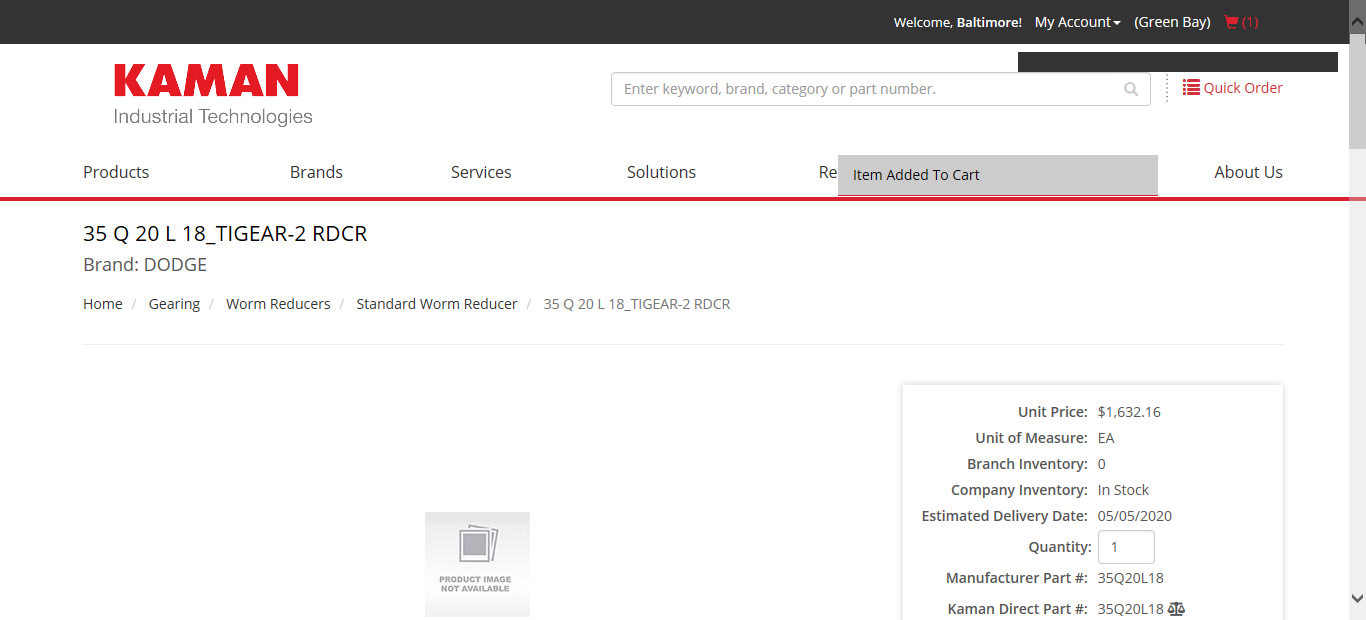 Welcome, Baltimore! My Account (Green Bay) (1)
KAMAN
Industrial Technologies
Enter keyword, brand, category or part number.
Quick Order
Products Brands Services Solutions Re Item Added To Cart About Us
35 Q 20 L 18_TIGEAR-2 RDCR
Brand: DODGE
Home / Gearing / Worm Reducers / Standard Worm Reducer / 35 Q 20 L 18_TIGEAR-2 RDCR
Unit Price: $1,632.16
Unit of Measure: EA
Branch Inventory: 0
Company Inventory: In Stock
Estimated Delivery Date: 05/05/2020
Quantity: 1
Manufacturer Part #: 35Q20L18
Kaman Direct Part #: 35Q20L18
PRODUCT IMAGE
NOT AVAILABLE